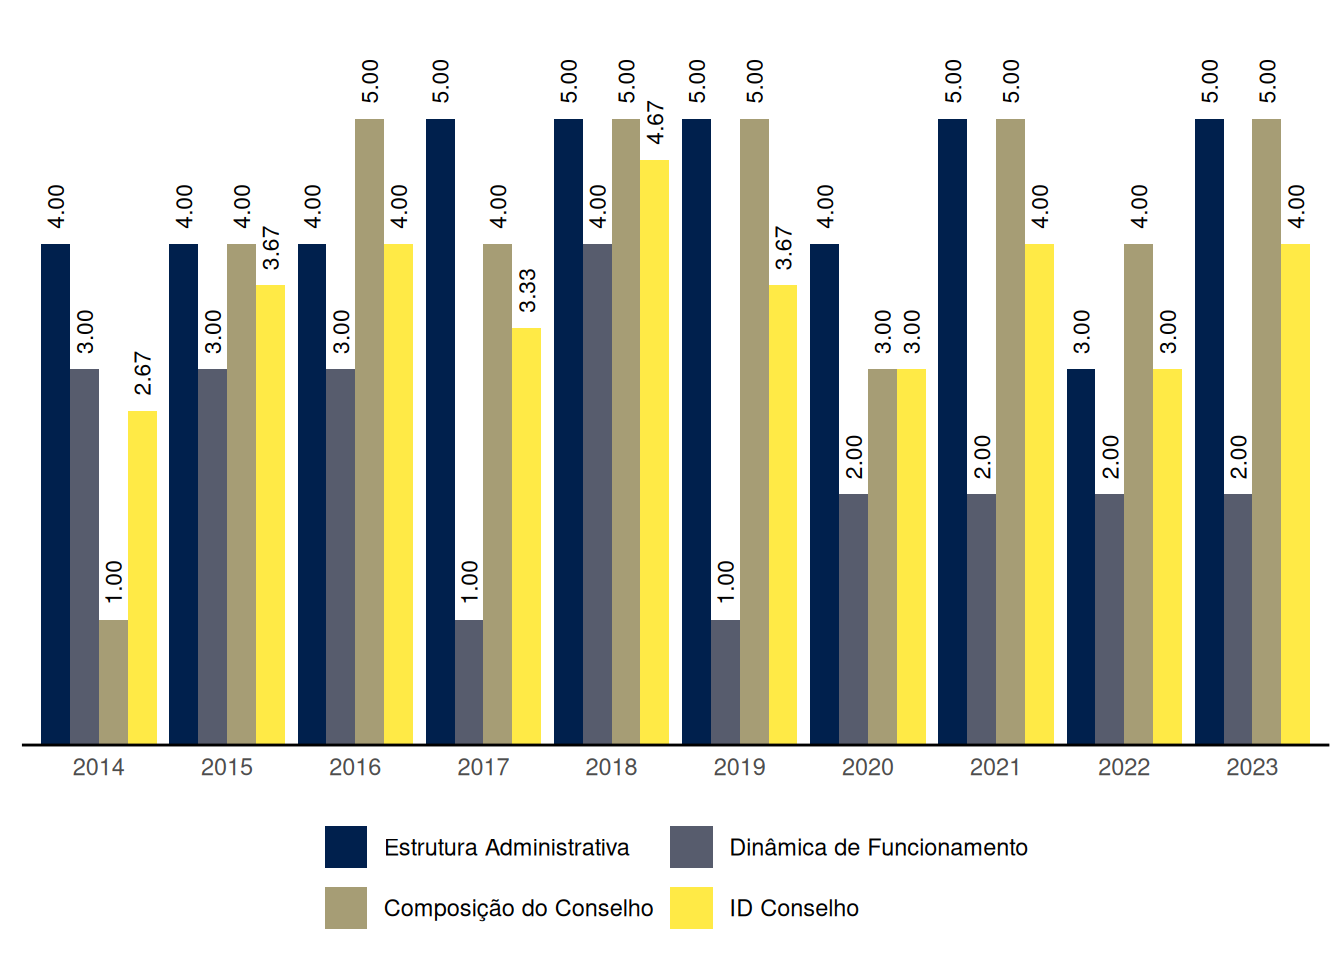 4.00 3.00 1.00 2.67 4.00 3.00 4.00 3.67 4.00 3.00 5.00 4.00 5.00 1.00 4.00 3.33 5.00 4.00 5.00 4.67 5.00 1.00 5.00 3.67 4.00 2.00 3.00 3.00 5.00 2.00 5.00 4.00 3.00 2.00 4.00 3.00 5.00 2.00 5.00 4.00
2014 2015 2016 2017 2018 2019 2020 2021 2022 2023
Estrutura Administrativa Dinâmica de Funcionamento
Composição do Conselho ID Conselho